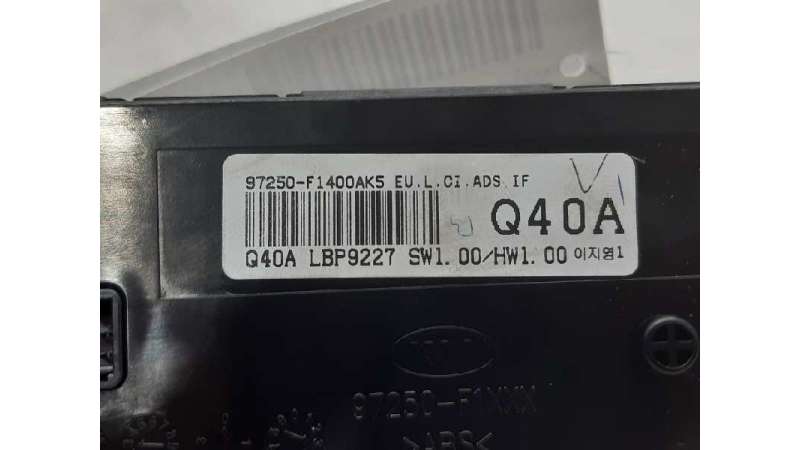 97250-F1400AK5 EU.L.CI.ADS.IF
Q40A
Q40A LBP9227 SW1.00/HW1.00 이지영1
KIA
97250-F1XXX
>ABS<